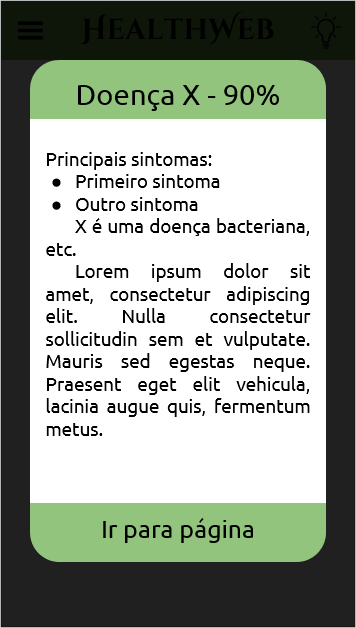 HealthWeb
Doença X - 90%
Principais sintomas:
● Primeiro sintoma
● Outro sintoma
X é uma doença bacteriana,
etc.
Lorem ipsum dolor sit
amet, consectetur adipiscing
elit. Nulla consectetur
sollicitudin sem et vulputate.
Mauris sed egestas neque.
Praesent eget elit vehicula,
lacinia augue quis, fermentum
metus.
Ir para página